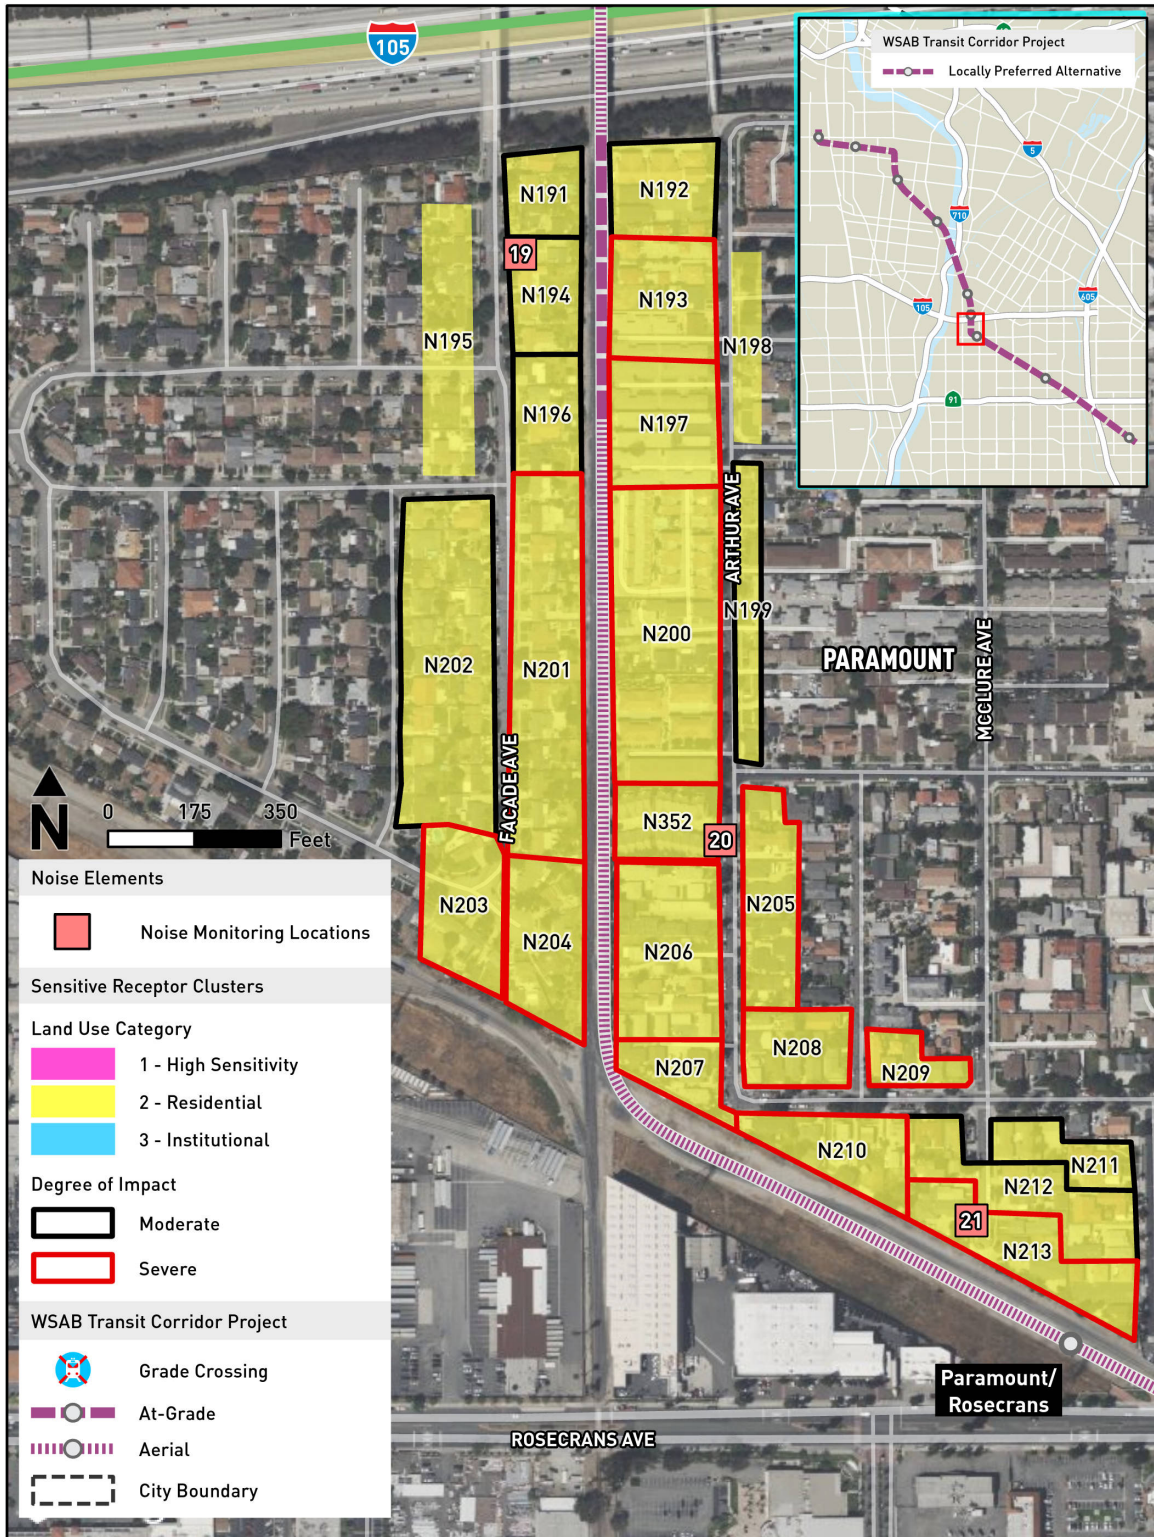 105
WSAB Transit Corridor Project
Locally Preferred Alternative
5
710
105
605
91
N191
N192
19
N194
N193
N195
N198
N196
N197
ARTHUR AVE
N199
N200
N202
N201
PARAMOUNT
MCCLURE AVE
FACADE AVE
N352
20
N203
N204
N205
N206
N207
N208
N209
N210
N211
N212
21
N213
N
0 175 350
Feet
Noise Elements
Noise Monitoring Locations
Sensitive Receptor Clusters
Land Use Category
1 - High Sensitivity
2 - Residential
3 - Institutional
Degree of Impact
Moderate
Severe
WSAB Transit Corridor Project
Grade Crossing
At-Grade
Aerial
City Boundary
Paramount/
Rosecrans
ROSECRANS AVE